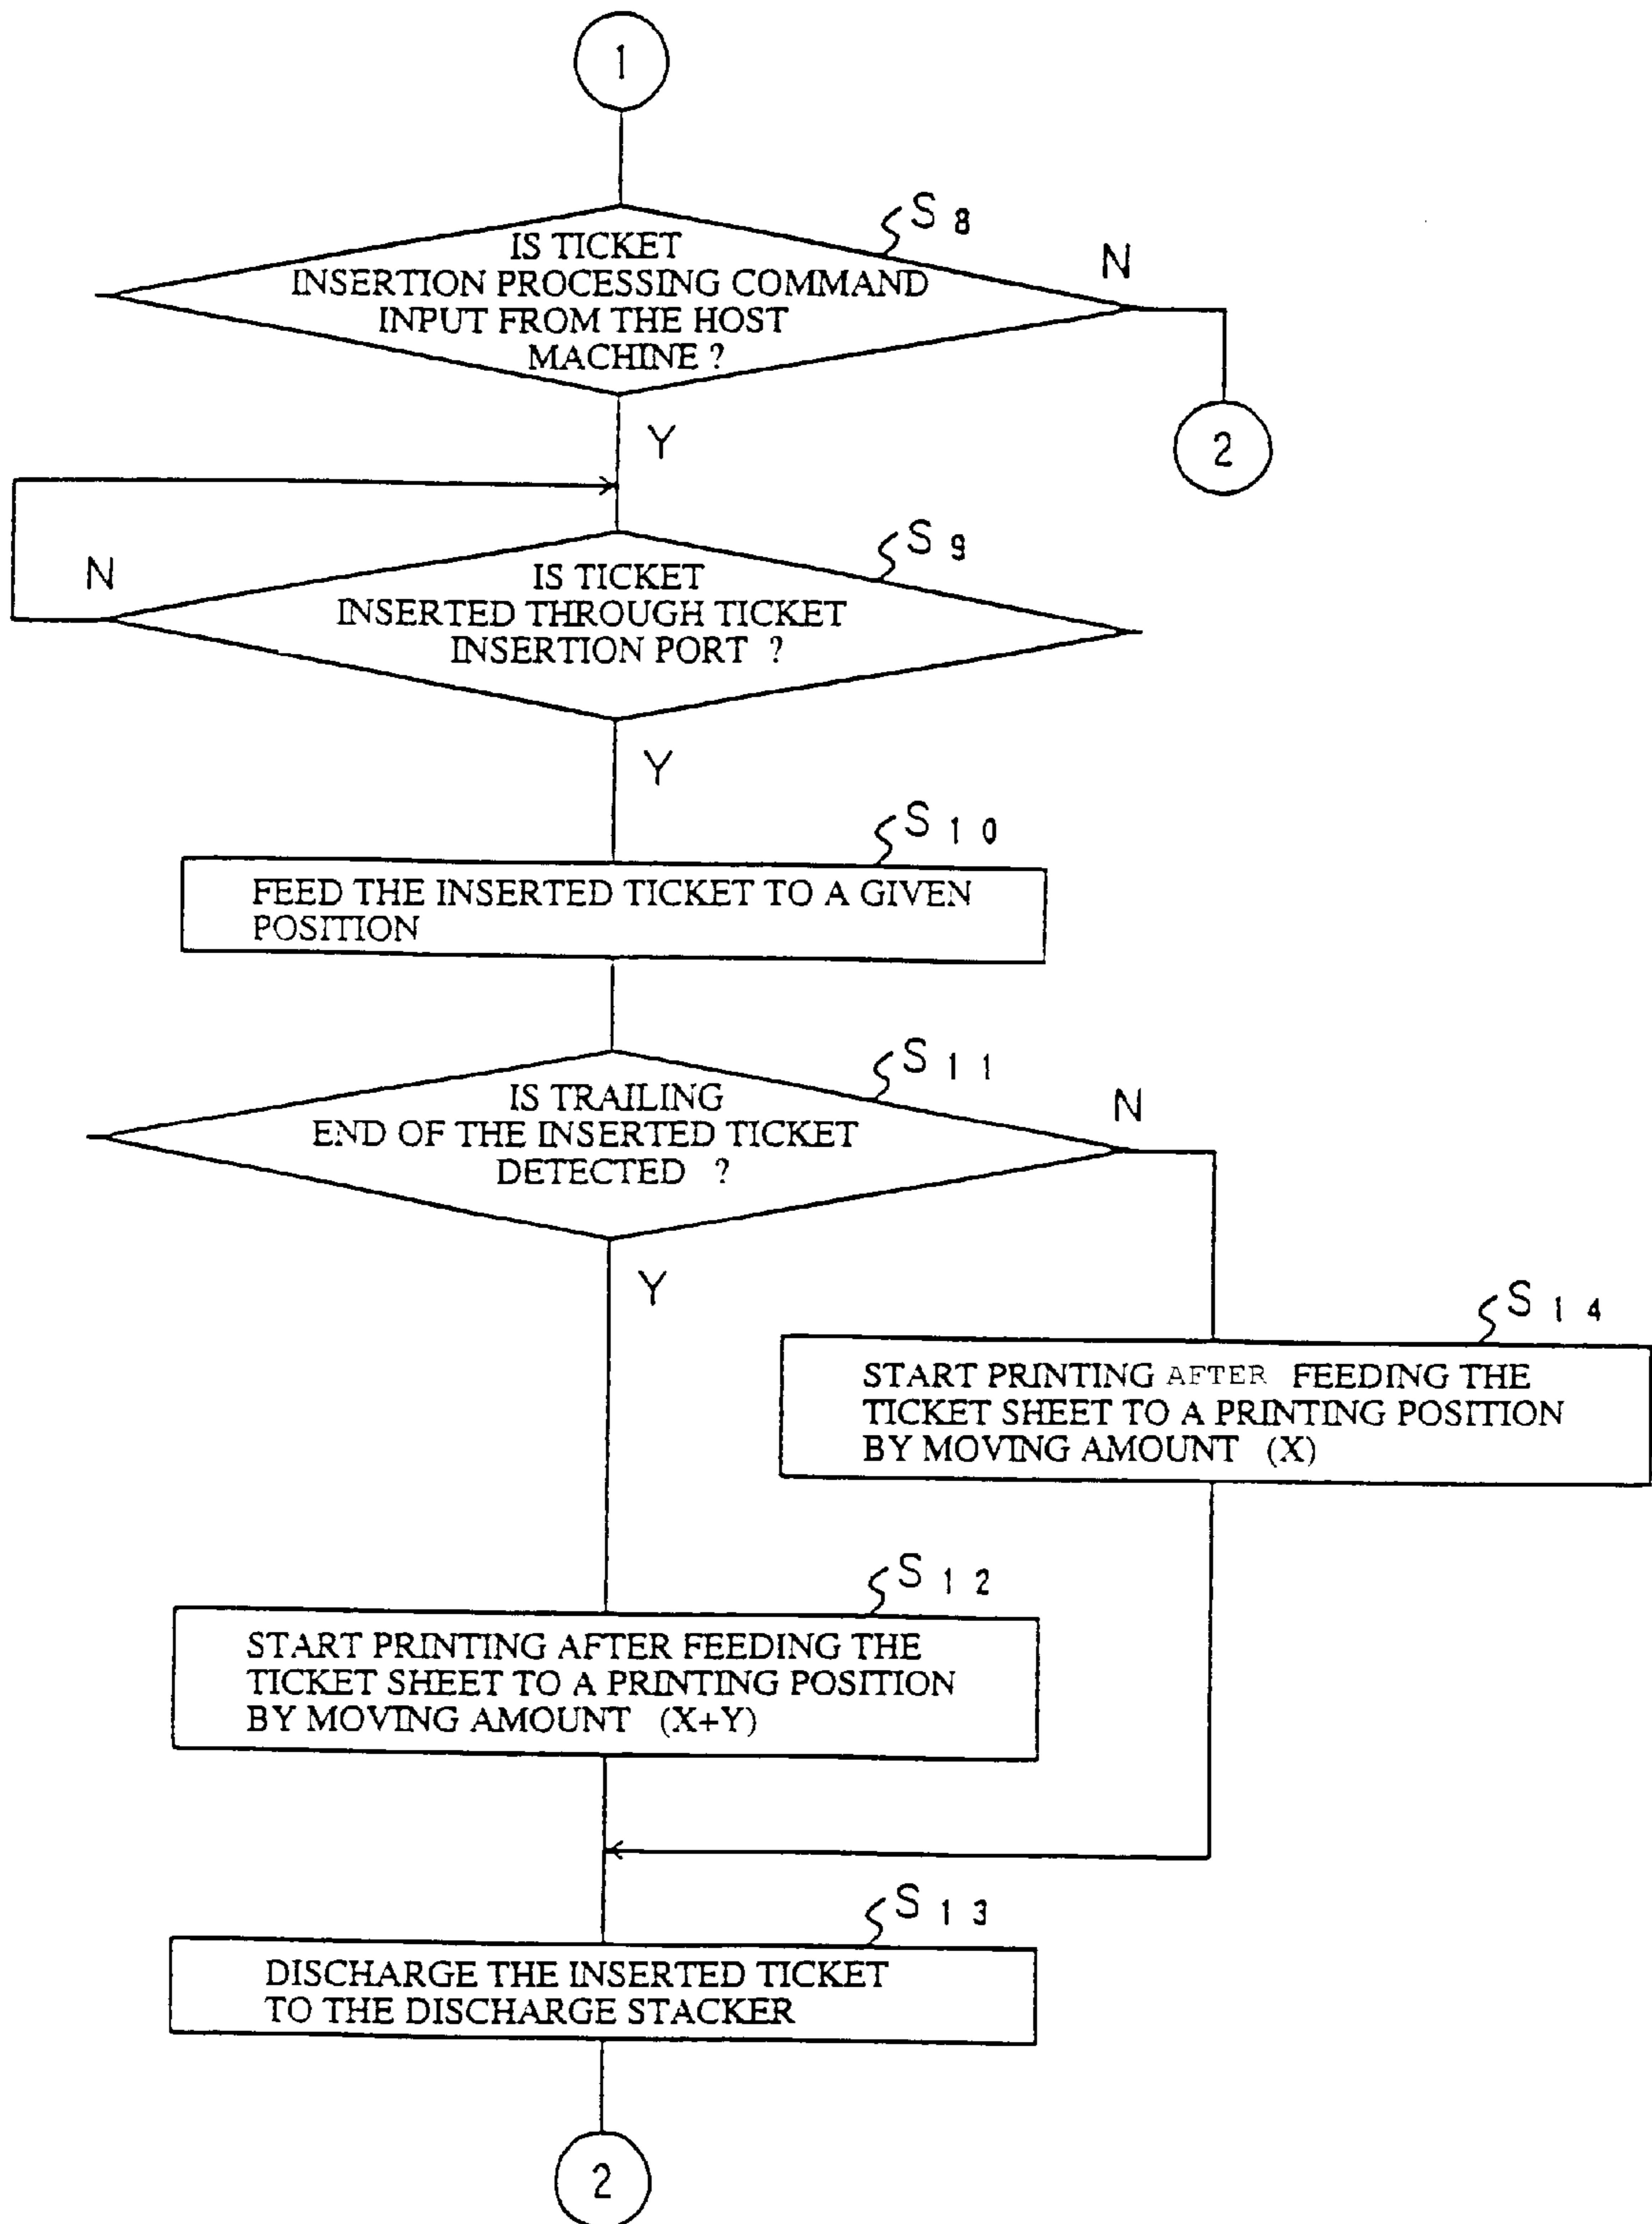 1
S8
IS TICKET
INSERTION PROCESSING COMMAND
INPUT FROM THE HOST
MACHINE ?
N
2
Y
S9
N
IS TICKET
INSERTED THROUGH TICKET
INSERTION PORT ?
Y
S10
FEED THE INSERTED TICKET TO A GIVEN
POSITION
S11
IS TRAILING
END OF THE INSERTED TICKET
DETECTED ?
N
Y
S14
START PRINTING AFTER FEEDING THE
TICKET SHEET TO A PRINTING POSITION
BY MOVING AMOUNT (X)
S12
START PRINTING AFTER FEEDING THE
TICKET SHEET TO A PRINTING POSITION
BY MOVING AMOUNT (X+Y)
S13
DISCHARGE THE INSERTED TICKET
TO THE DISCHARGE STACKER
2